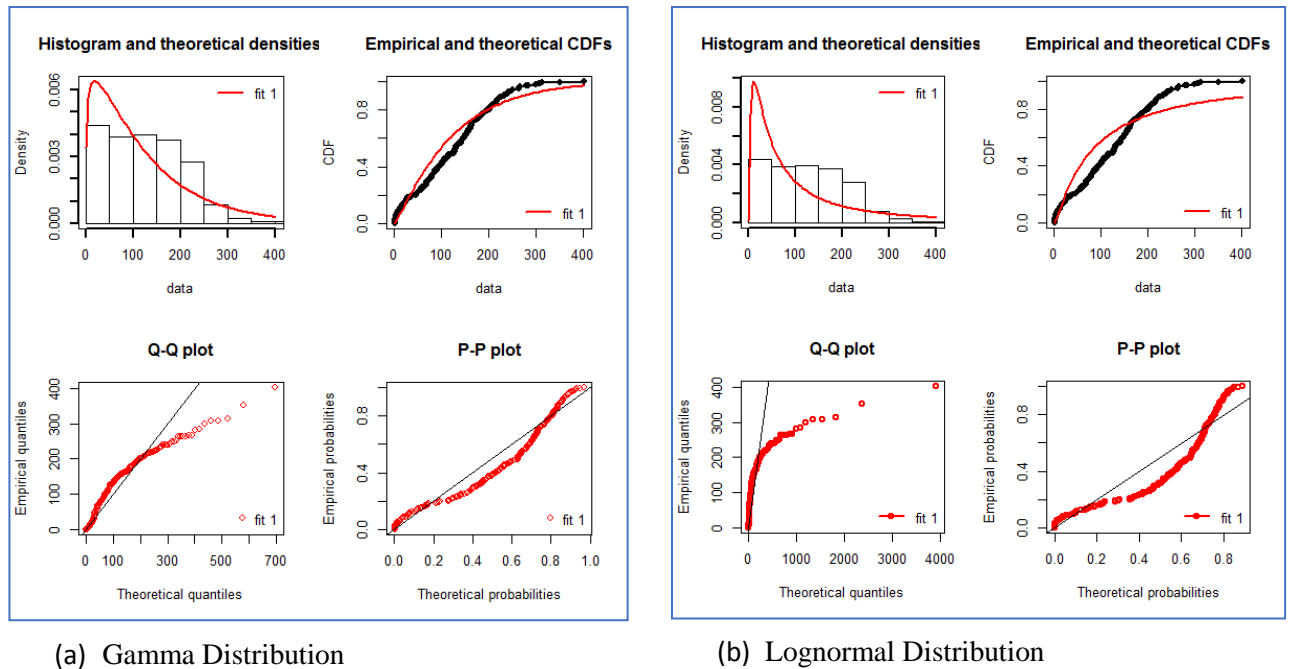 Histogram and theoretical densities
Density
0.000 0.003 0.006
fit 1
0 100 200 300 400
data
Empirical and theoretical CDFs
CDF
0.0 0.4 0.8
fit 1
0 100 200 300 400
data
Q-Q plot
Empirical quantiles
0 100 200 300 400
fit 1
0 100 300 500 700
Theoretical quantiles
P-P plot
Empirical probabilities
0.0 0.4 0.8
fit 1
0.0 0.2 0.4 0.6 0.8 1.0
Theoretical probabilities
(a) Gamma Distribution
Histogram and theoretical densities
Density
0.000 0.004 0.008
fit 1
0 100 200 300 400
data
Empirical and theoretical CDFs
CDF
0.0 0.4 0.8
fit 1
0 100 200 300 400
data
Q-Q plot
Empirical quantiles
0 100 200 300 400
fit 1
0 1000 2000 3000 4000
Theoretical quantiles
P-P plot
Empirical probabilities
0.0 0.4 0.8
fit 1
0.0 0.2 0.4 0.6 0.8
Theoretical probabilities
(b) Lognormal Distribution